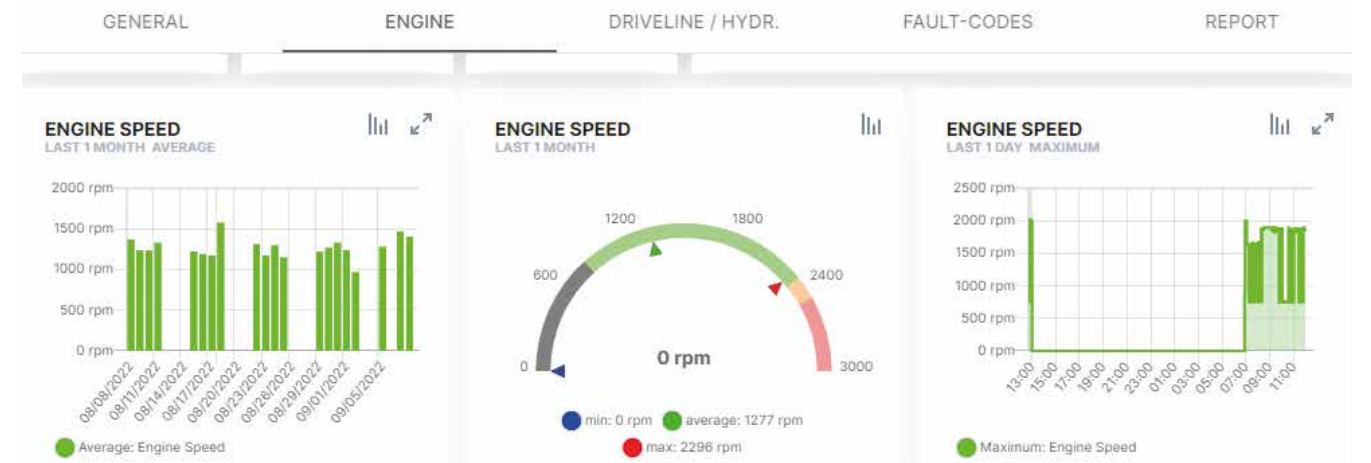 GENERAL ENGINE DRIVELINE / HYDR. FAULT-CODES REPORT
ENGINE SPEED
LAST 1 MONTH AVERAGE
2000 rpm
1500 rpm
1000 rpm
500 rpm
0 rpm
08/08/2022 08/11/2022 08/14/2022 08/17/2022 08/20/2022 08/23/2022 08/26/2022 08/29/2022 09/01/2022 09/05/2022
Average: Engine Speed
ENGINE SPEED
LAST 1 MONTH
1200 1800
600 2400
0 3000
0 rpm
min: 0 rpm average: 1277 rpm
max: 2296 rpm
ENGINE SPEED
LAST 1 DAY MAXIMUM
2500 rpm
2000 rpm
1500 rpm
1000 rpm
500 rpm
0 rpm
13:00 15:00 17:00 19:00 21:00 23:00 01:00 03:00 05:00 07:00 09:00 11:00
Maximum: Engine Speed